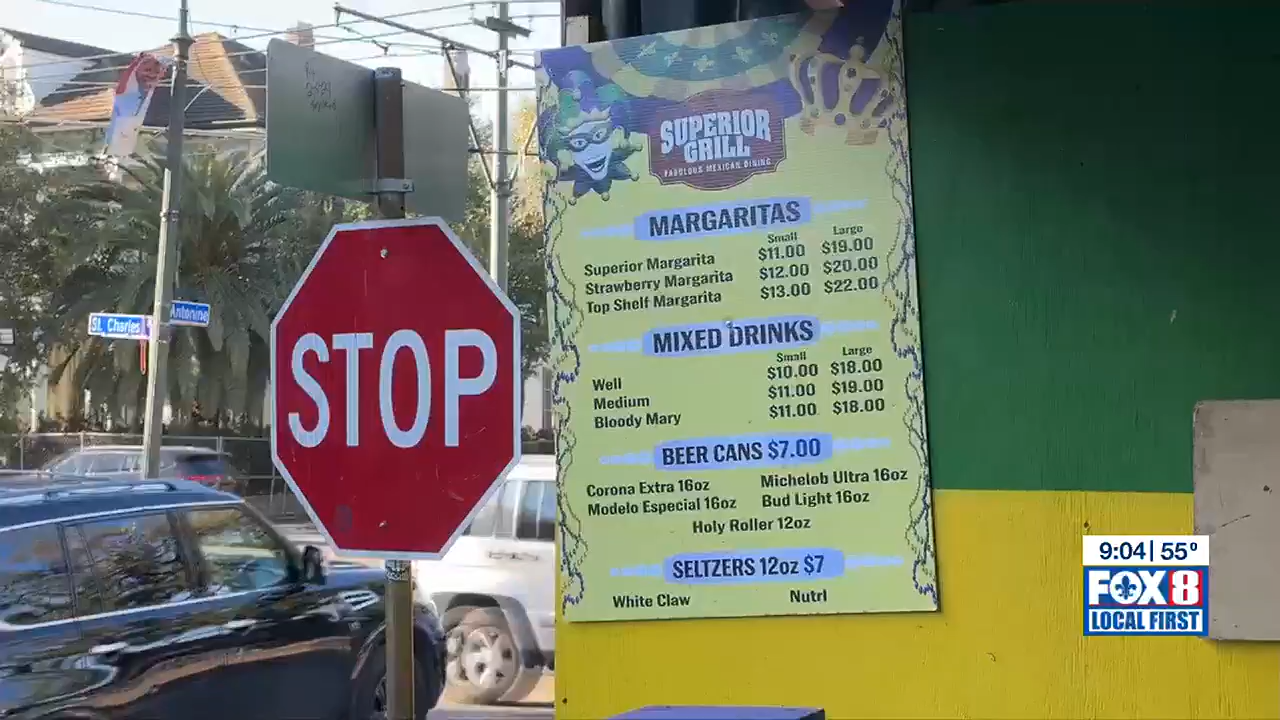 St. Charles
Antonine
STOP
SUPERIOR
GRILL
FABULOUS MEXICAN DINING
MARGARITAS
Small Large
Superior Margarita $11.00 $19.00
Strawberry Margarita $12.00 $20.00
Top Shelf Margarita $13.00 $22.00
MIXED DRINKS
Small Large
Well $10.00 $18.00
Medium $11.00 $19.00
Bloody Mary $11.00 $18.00
BEER CANS $7.00
Corona Extra 16oz Michelob Ultra 16oz
Modelo Especial 16oz Bud Light 16oz
Holy Roller 12oz
SELTZERS 12oz $7
White Claw Nutrl
9:04 | 55°
FOX 8
LOCAL FIRST